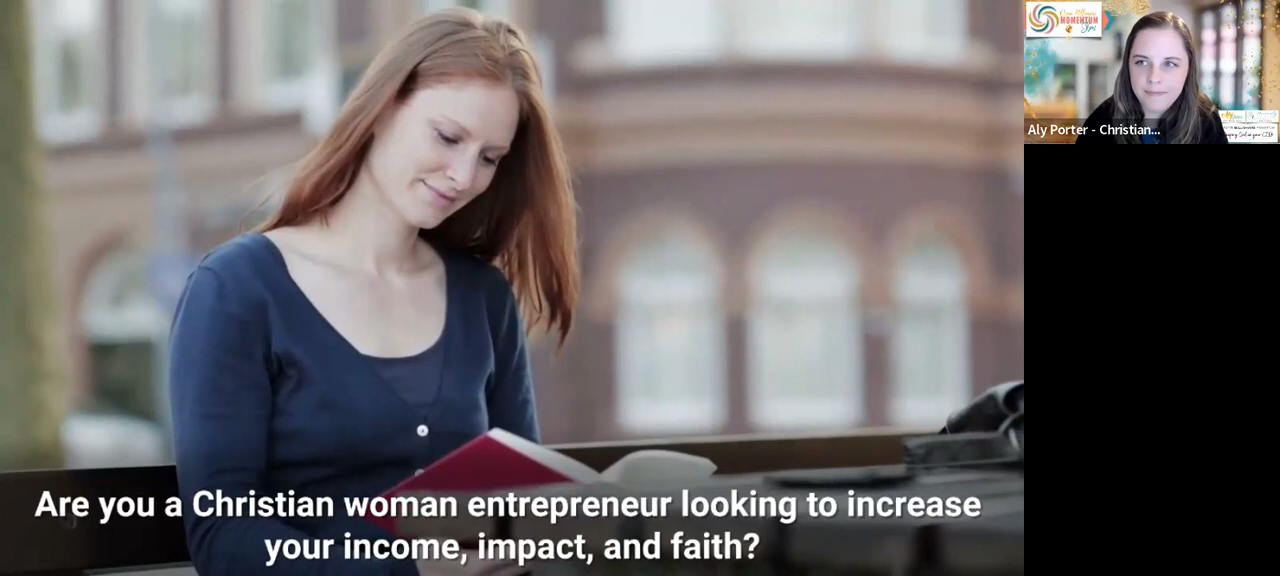 Are you a Christian woman entrepreneur looking to increase
your income, impact, and faith?
MOMENTUM
Aly Porter - Christian...